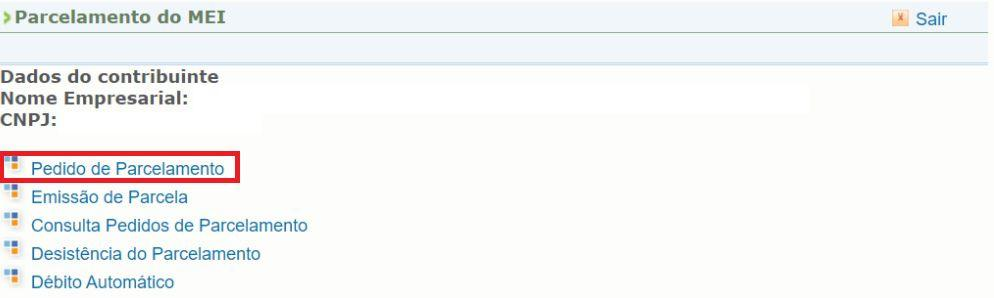 Parcelamento do MEI
Sair
Dados do contribuinte
Nome Empresarial:
CNPJ:
Pedido de Parcelamento
Emissão de Parcela
Consulta Pedidos de Parcelamento
Desistência do Parcelamento
Débito Automático